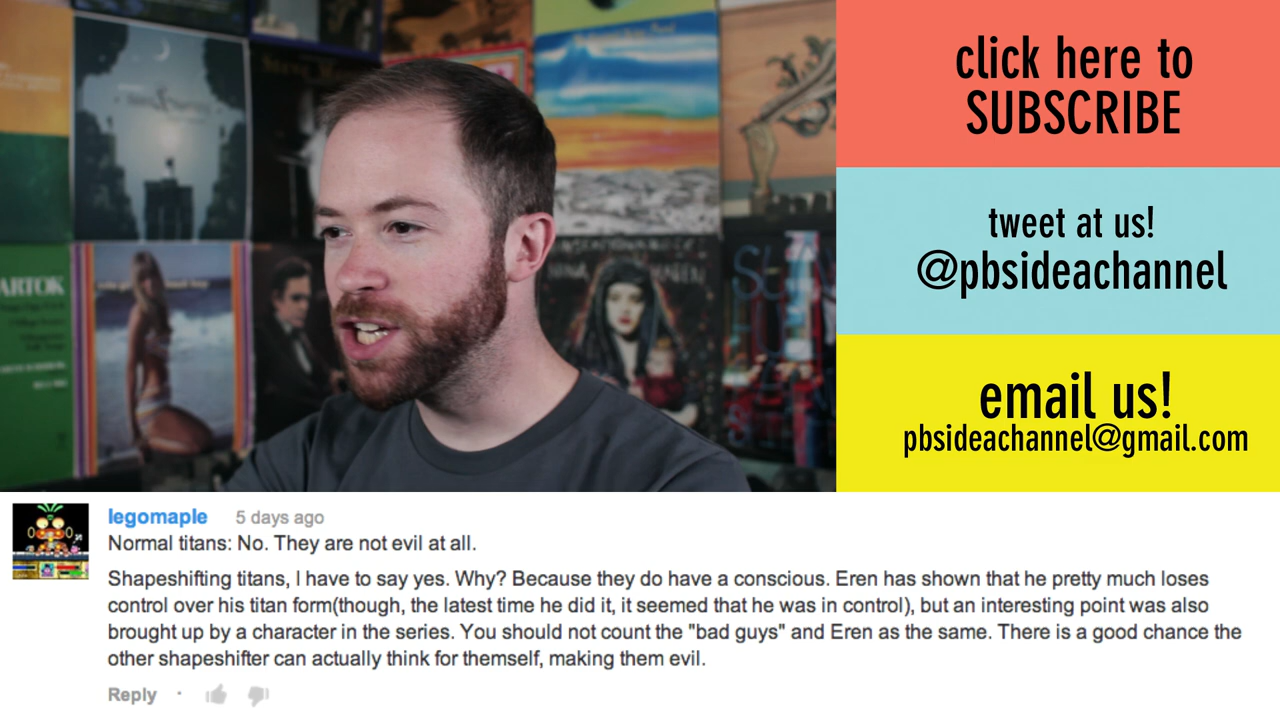 click here to
SUBSCRIBE
tweet at us!
@pbsideachannel
email us!
pbsideachannel@gmail.com
ARTOK
legomaple 5 days ago
Normal titans: No. They are not evil at all.
Shapeshifting titans, I have to say yes. Why? Because they do have a conscious. Eren has shown that he pretty much loses
control over his titan form(though, the latest time he did it, it seemed that he was in control), but an interesting point was also
brought up by a character in the series. You should not count the "bad guys" and Eren as the same. There is a good chance the
other shapeshifter can actually think for themself, making them evil.
Reply ·